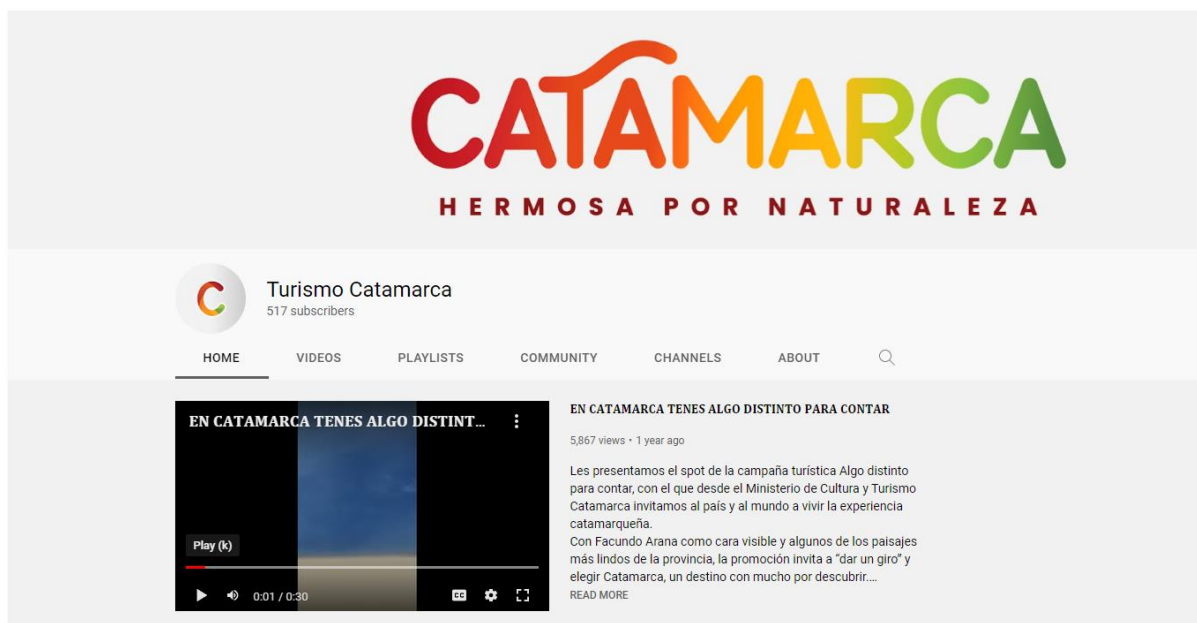 CATAMARCA
HERMOSA POR NATURALEZA
C
Turismo Catamarca
517 subscribers
HOME VIDEOS PLAYLISTS COMMUNITY CHANNELS ABOUT
EN CATAMARCA TENES ALGO DISTINT...
Play (k)
0:01 / 0:30
CC
EN CATAMARCA TENES ALGO DISTINTO PARA CONTAR
5,867 views • 1 year ago
Les presentamos el spot de la campaña turística Algo distinto
para contar, con el que desde el Ministerio de Cultura y Turismo
Catamarca invitamos al país y al mundo a vivir la experiencia
catamarqueña.
Con Facundo Arana como cara visible y algunos de los paisajes
más lindos de la provincia, la promoción invita a “dar un giro” y
elegir Catamarca, un destino con mucho por descubrir....
READ MORE